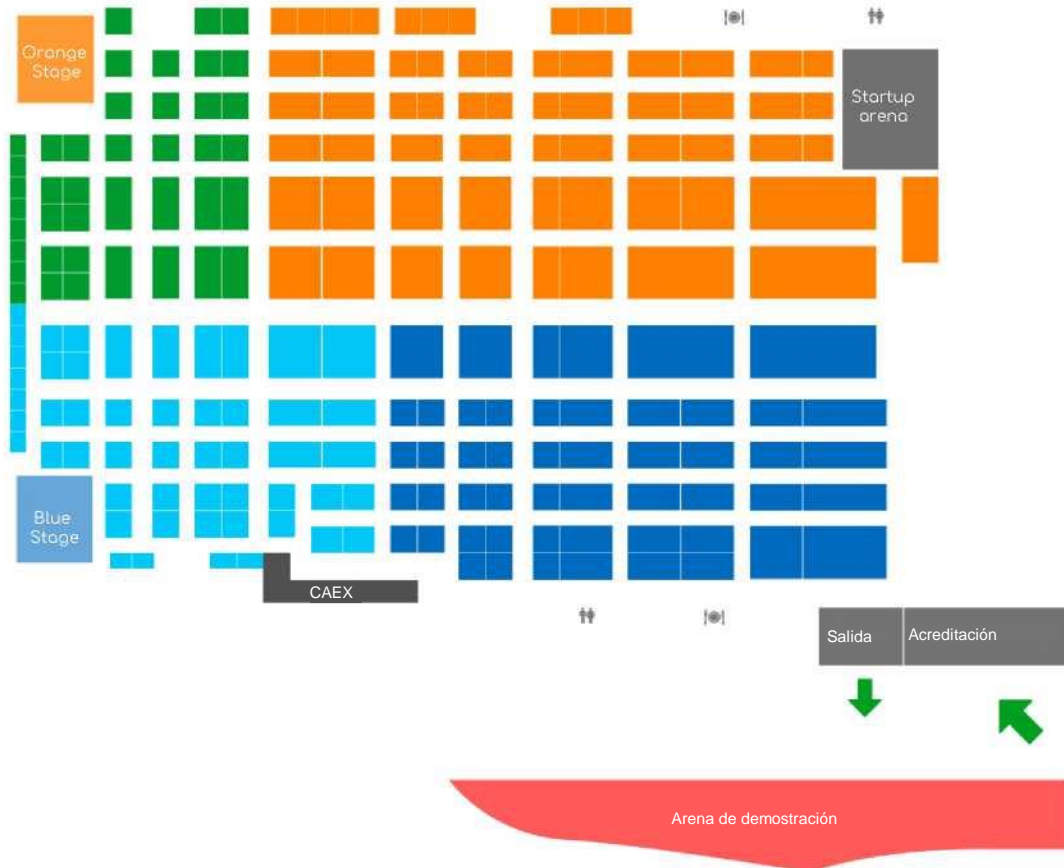 Orange
Stage
Startup
arena
Blue
Stage
CAEX
Salida
Acreditación
Arena de demostración